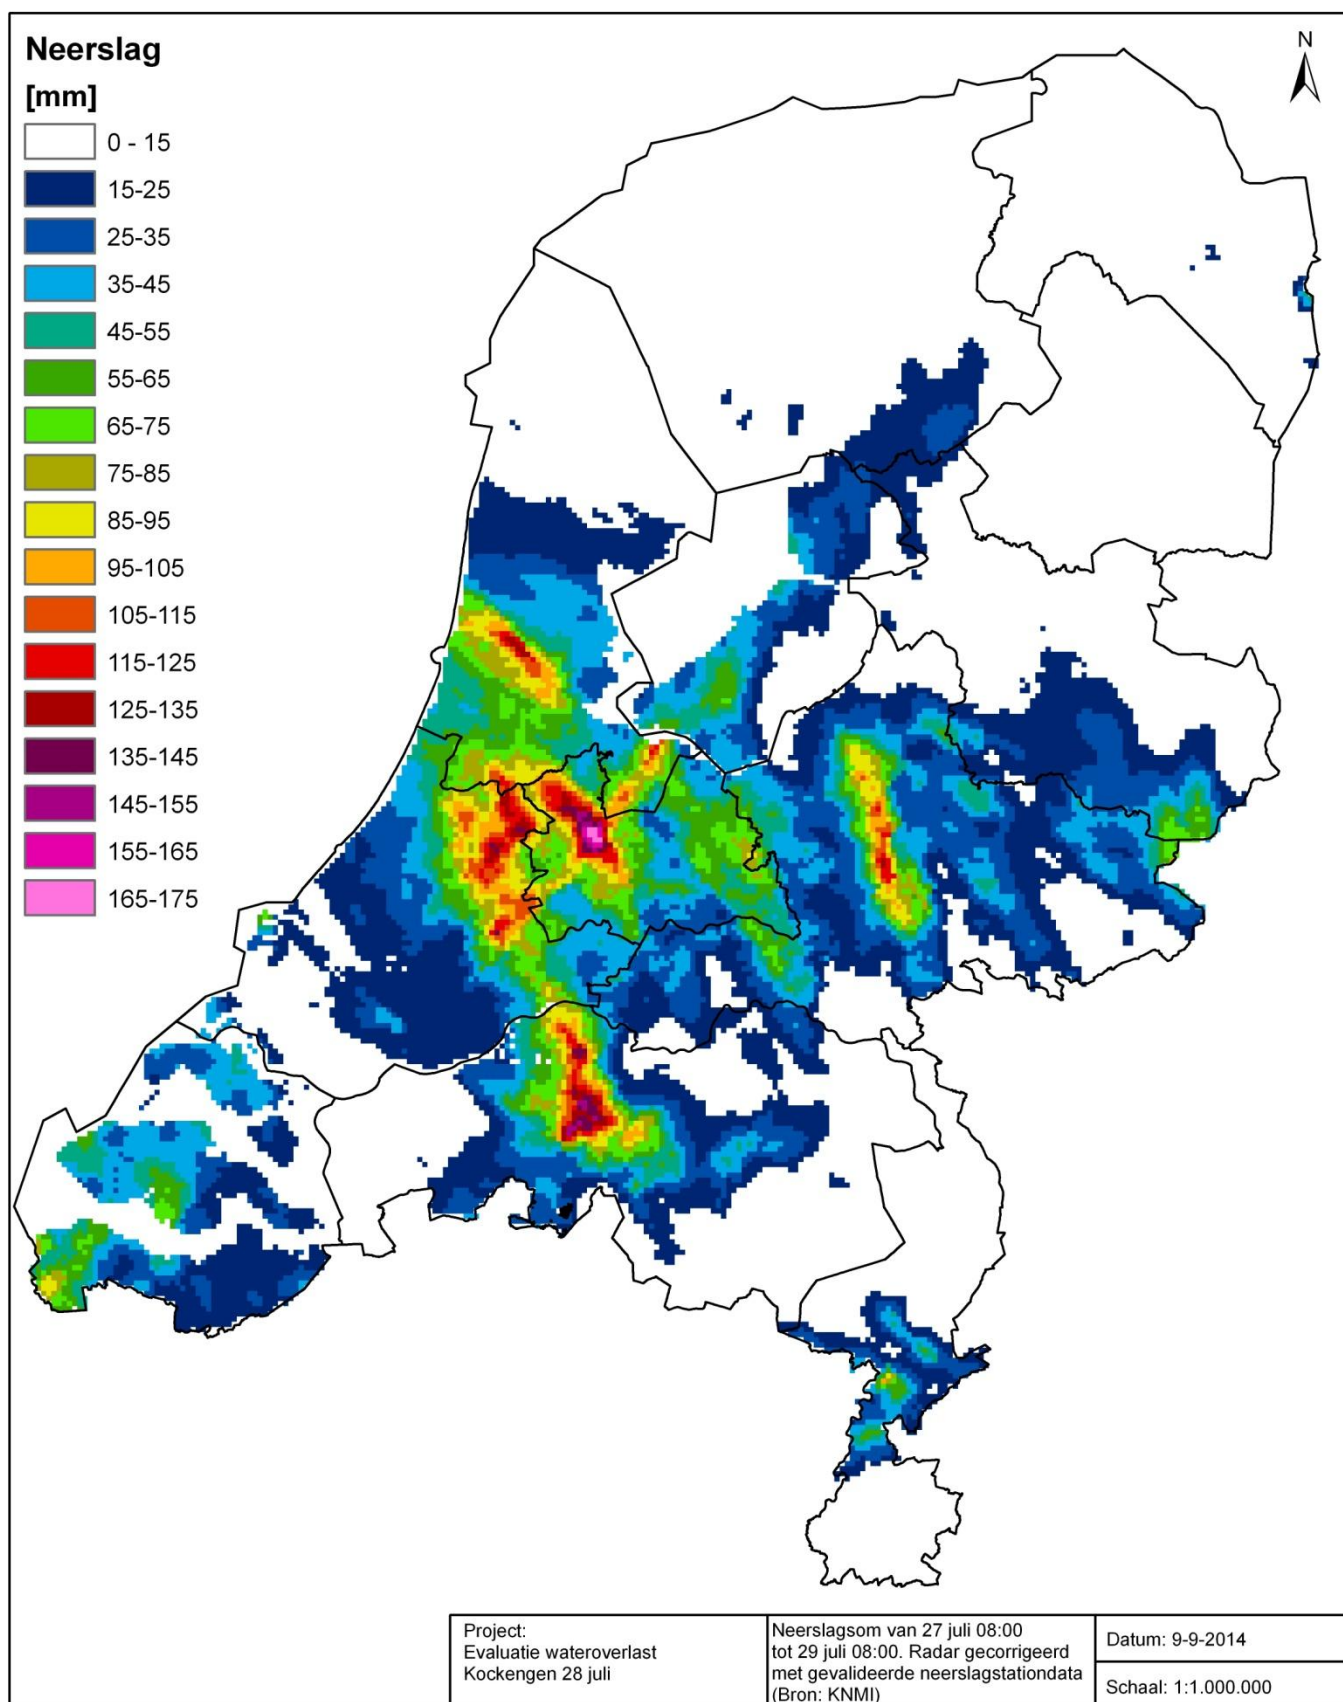 Neerslag
[mm]
0 - 15
15-25
25-35
35-45
45-55
55-65
65-75
75-85
85-95
95-105
105-115
115-125
125-135
135-145
145-155
155-165
165-175
N
Project:
Evaluatie wateroverlast
Kockengen 28 juli
Neerslagsom van 27 juli 08:00
tot 29 juli 08:00. Radar gecorrigeerd
met gevalideerde neerslagstationdata
(Bron: KNMI)
Datum: 9-9-2014
Schaal: 1:1.000.000